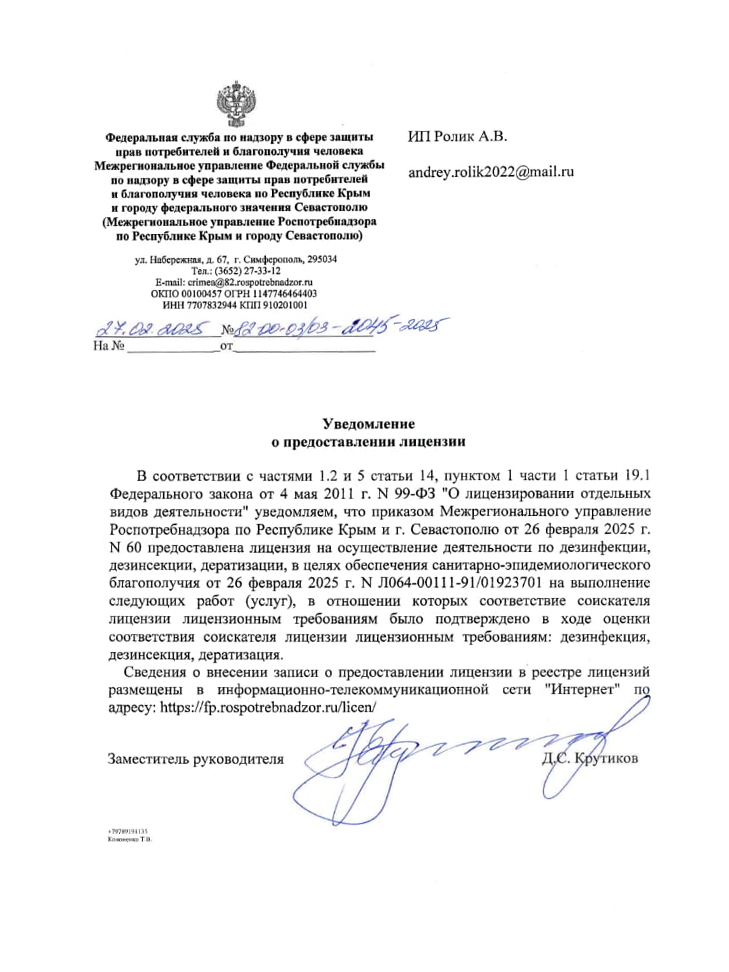 Федеральная служба по надзору в сфере защиты
прав потребителей и благополучия человека
Межрегиональное управление Федеральной службы
по надзору в сфере защиты прав потребителей
и благополучия человека по Республике Крым
и городу федерального значения Севастополю
(Межрегиональное управление Роспотребнадзора
по Республике Крым и городу Севастополю)
ул. Набережная, д. 67, г. Симферополь, 295034
Тел.: (3652) 27-33-12
E-mail: crimea@82.rospotrebnadzor.ru
ОКПО 00100457 ОГРН 1147746464403
ИНН 7707832944 КПП 910201001
27.02.2025 № 82-00-03/03-2045-2025
На № от
ИП Ролик А.В.
andrey.rolik2022@mail.ru
Уведомление
о предоставлении лицензии
В соответствии с частями 1.2 и 5 статьи 14, пунктом 1 части 1 статьи 19.1
Федерального закона от 4 мая 2011 г. N 99-ФЗ "О лицензировании отдельных
видов деятельности" уведомляем, что приказом Межрегионального управление
Роспотребнадзора по Республике Крым и г. Севастополю от 26 февраля 2025 г.
N 60 предоставлена лицензия на осуществление деятельности по дезинфекции,
дезинсекции, дератизации, в целях обеспечения санитарно-эпидемиологического
благополучия от 26 февраля 2025 г. N Л064-00111-91/01923701 на выполнение
следующих работ (услуг), в отношении которых соответствие соискателя
лицензии лицензионным требованиям было подтверждено в ходе оценки
соответствия соискателя лицензии лицензионным требованиям: дезинфекция,
дезинсекция, дератизация.
Сведения о внесении записи о предоставлении лицензии в реестре лицензий
размещены в информационно-телекоммуникационной сети "Интернет" по
адресу: https://fp.rospotrebnadzor.ru/licen/
Заместитель руководителя Д.С. Крутиков
+79789191135
Кононенко Т.В.